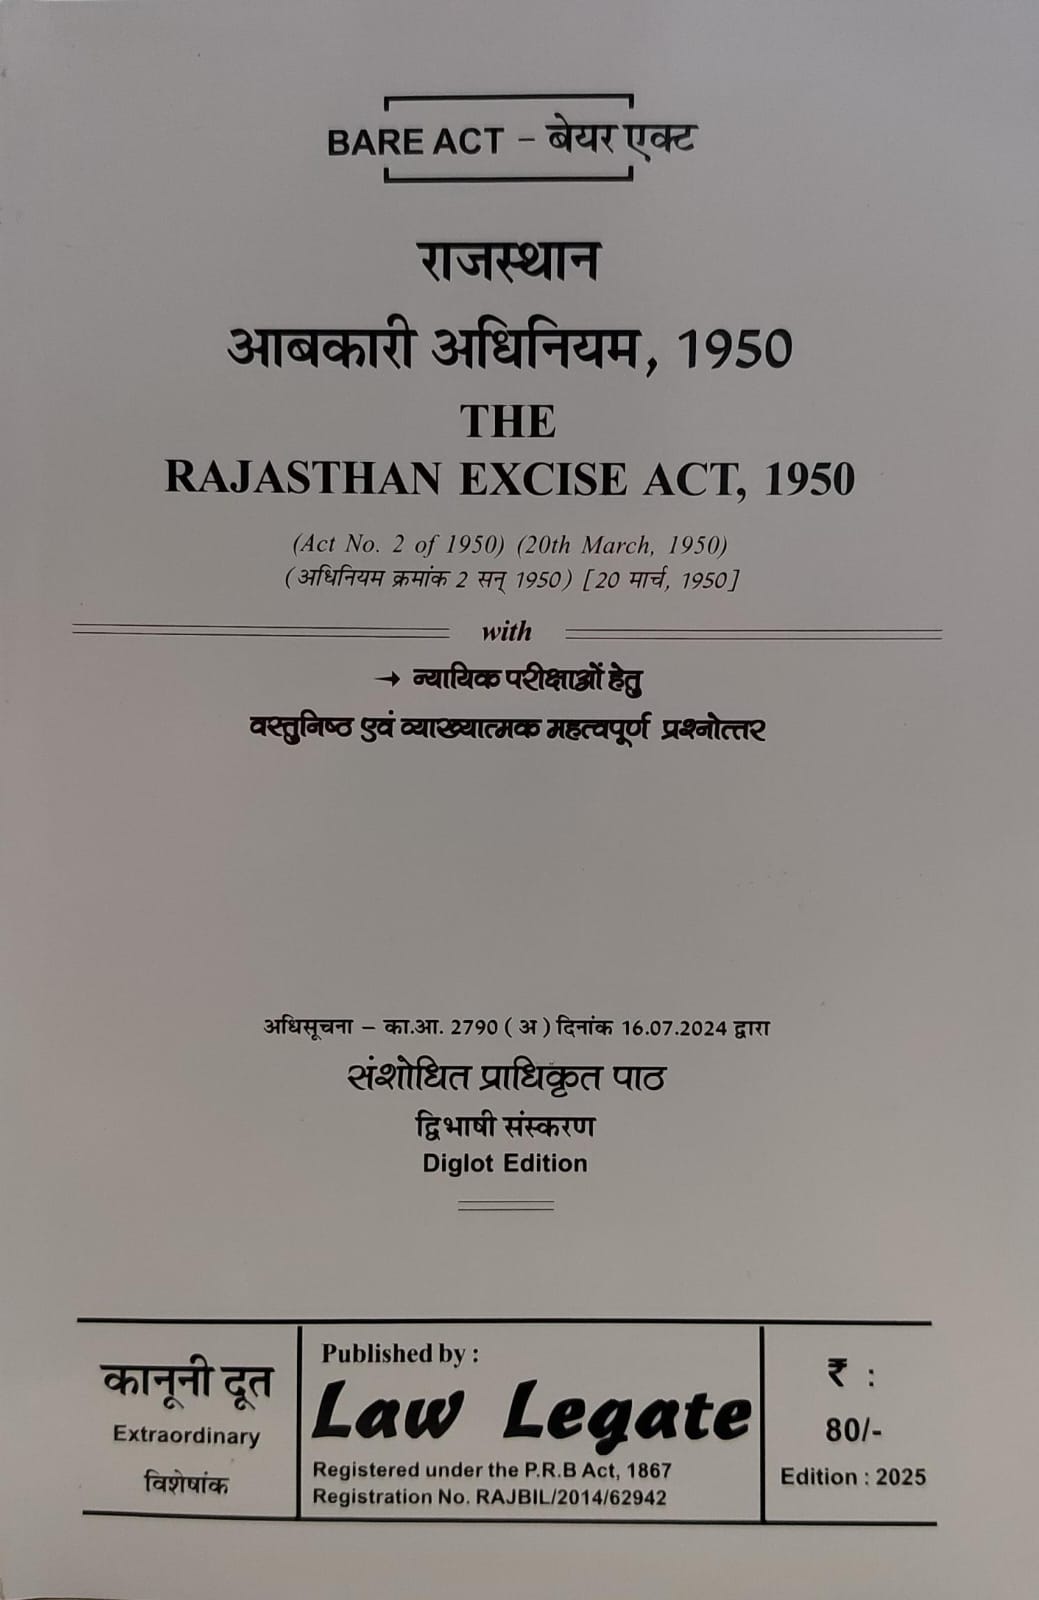 BARE ACT – बेयर एक्ट
राजस्थान
आबकारी अधिनियम, 1950
THE
RAJASTHAN EXCISE ACT, 1950
(Act No. 2 of 1950) (20th March, 1950)
(अधिनियम क्रमांक 2 सन् 1950) [20 मार्च, 1950]
with
→ न्यायिक परीक्षाओं हेतु
वस्तुनिष्ठ एवं व्याख्यात्मक महत्वपूर्ण प्रश्नोत्तर
अधिसूचना – का.आ. 2790 (अ) दिनांक 16.07.2024 द्वारा
संशोधित प्राधिकृत पाठ
द्विभाषी संस्करण
Diglot Edition
कानूनी दूत
Extraordinary
विशेषांक
Published by :
Law Legate
Registered under the P.R.B Act, 1867
Registration No. RAJBIL/2014/62942
₹ :
80/-
Edition : 2025